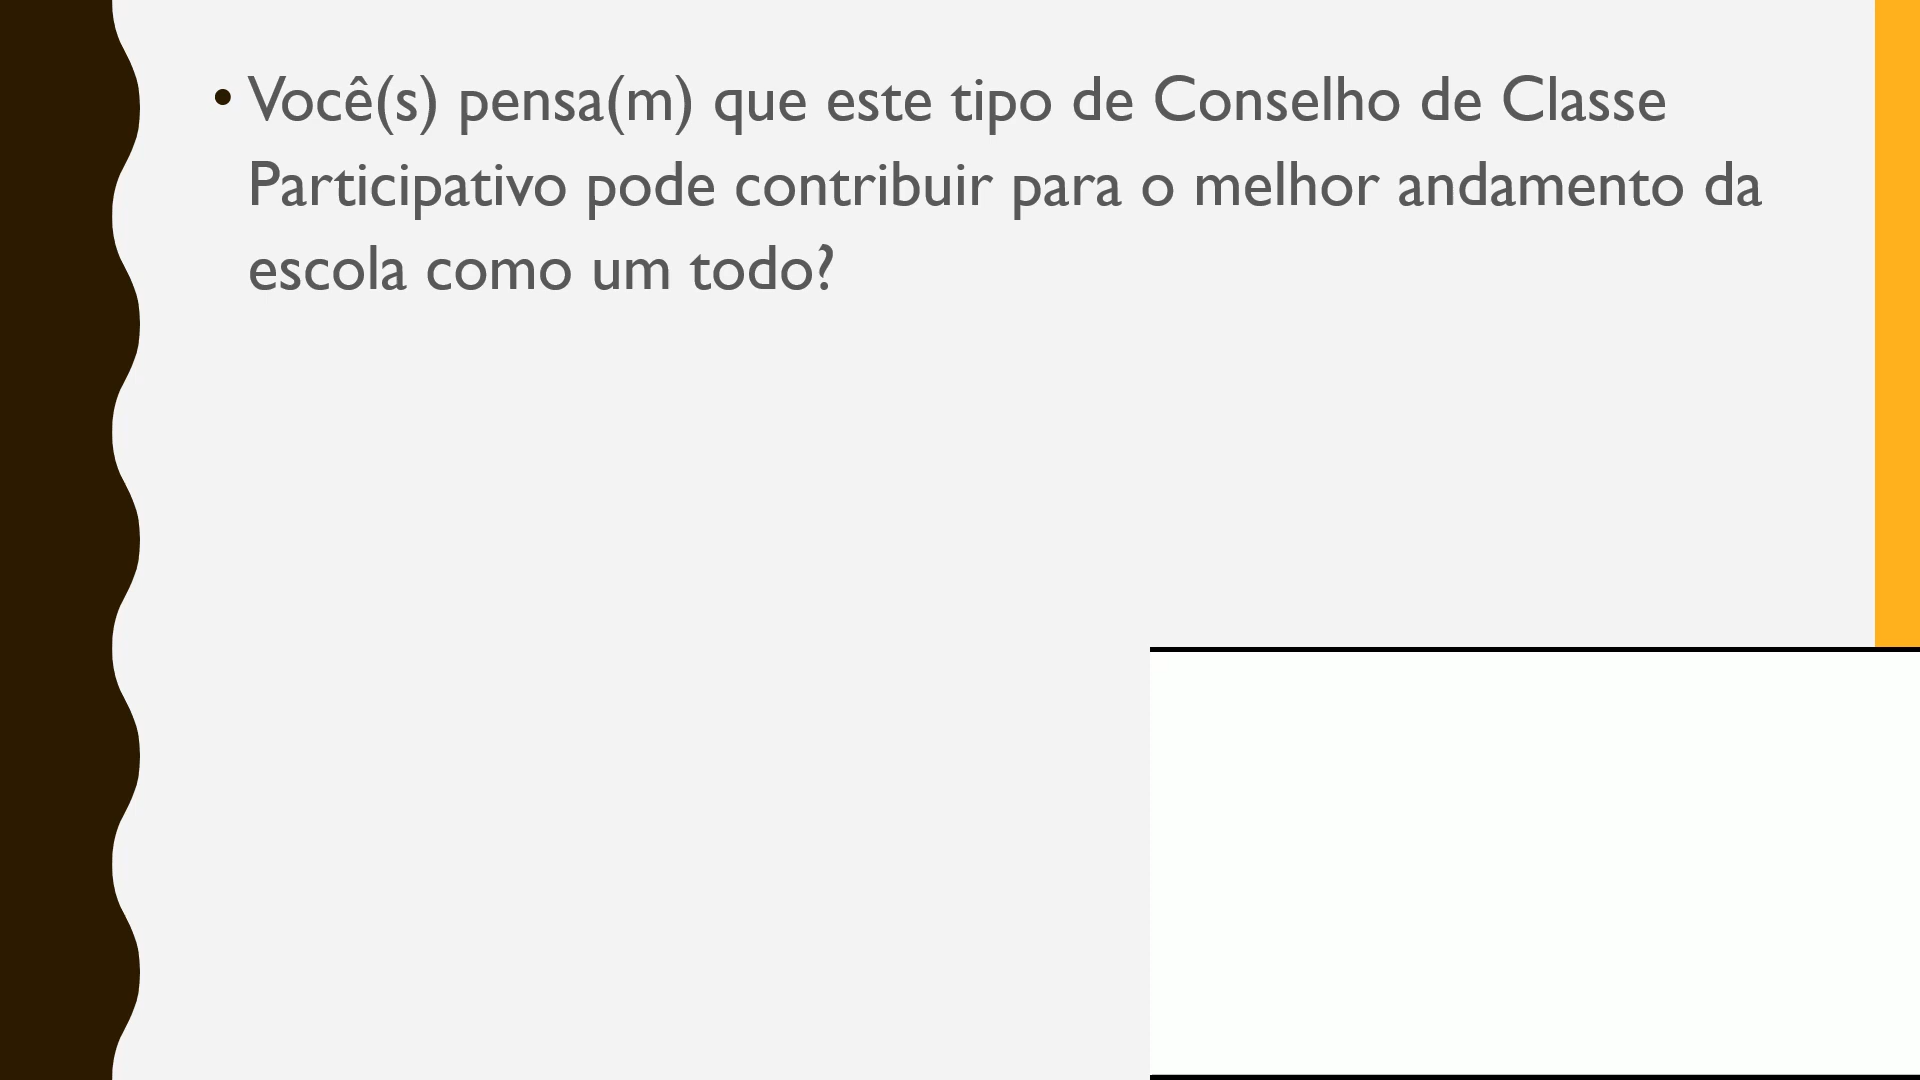 • Você(s) pensa(m) que este tipo de Conselho de Classe
Participativo pode contribuir para o melhor andamento da
escola como um todo?